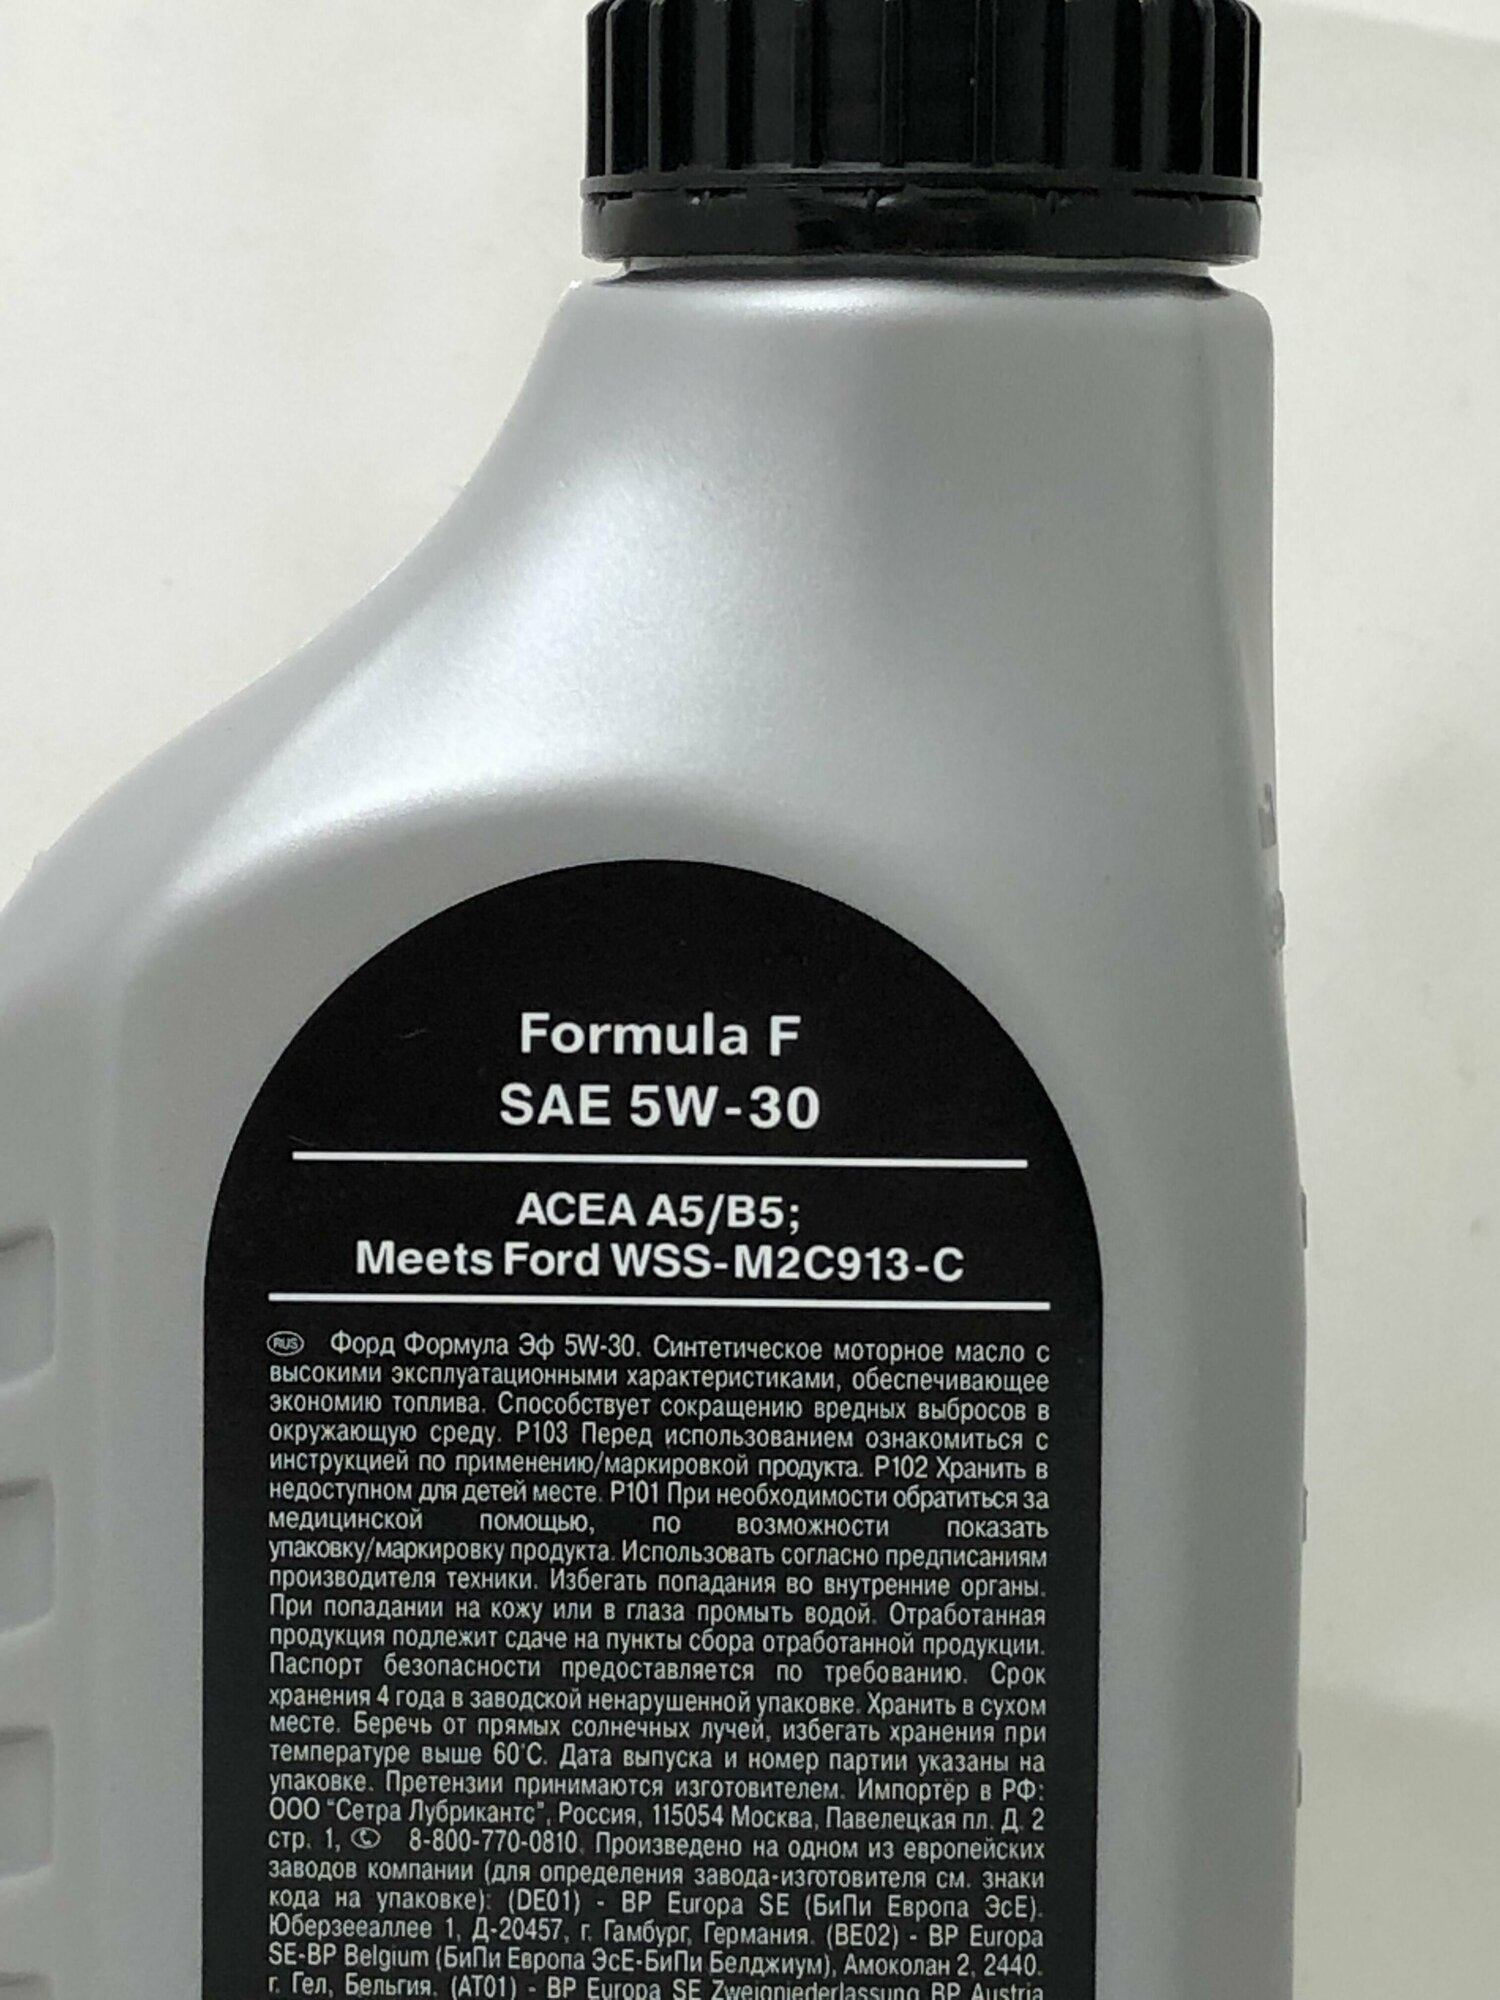 Formula F
SAE 5W-30
ACEA A5/B5;
Meets Ford WSS-M2C913-C
RUS Форд Формула Эф 5W-30. Синтетическое моторное масло с
высокими эксплуатационными характеристиками, обеспечивающее
экономию топлива. Способствует сокращению вредных выбросов в
окружающую среду. P103 Перед использованием ознакомиться с
инструкцией по применению/маркировкой продукта. P102 Хранить в
недоступном для детей месте. P101 При необходимости обратиться за
медицинской помощью, по возможности показать
упаковку/маркировку продукта. Использовать согласно предписаниям
производителя техники. Избегать попадания во внутренние органы.
При попадании на кожу или в глаза промыть водой. Отработанная
продукция подлежит сдаче на пункты сбора отработанной продукции.
Паспорт безопасности предоставляется по требованию. Срок
хранения 4 года в заводской ненарушенной упаковке. Хранить в сухом
месте. Беречь от прямых солнечных лучей, избегать хранения при
температуре выше 60°C. Дата выпуска и номер партии указаны на
упаковке. Претензии принимаются изготовителем. Импортёр в РФ:
ООО "Сетра Лубрикантс", Россия, 115054 Москва, Павелецкая пл. Д. 2
стр. 1, 8-800-770-0810. Произведено на одном из европейских
заводов компании (для определения завода-изготовителя см. знаки
кода на упаковке): (DE01) - BP Europa SE (БиПи Европа ЭсЕ).
Юберзееаллее 1, Д-20457, г. Гамбург, Германия. (BE02) - BP Europa
SE-BP Belgium (БиПи Европа ЭсЕ-БиПи Белджиум), Амоколан 2, 2440.
г. Гел, Бельгия. (AT01) - BP Europa SE Zweigniederlassung BP Austria